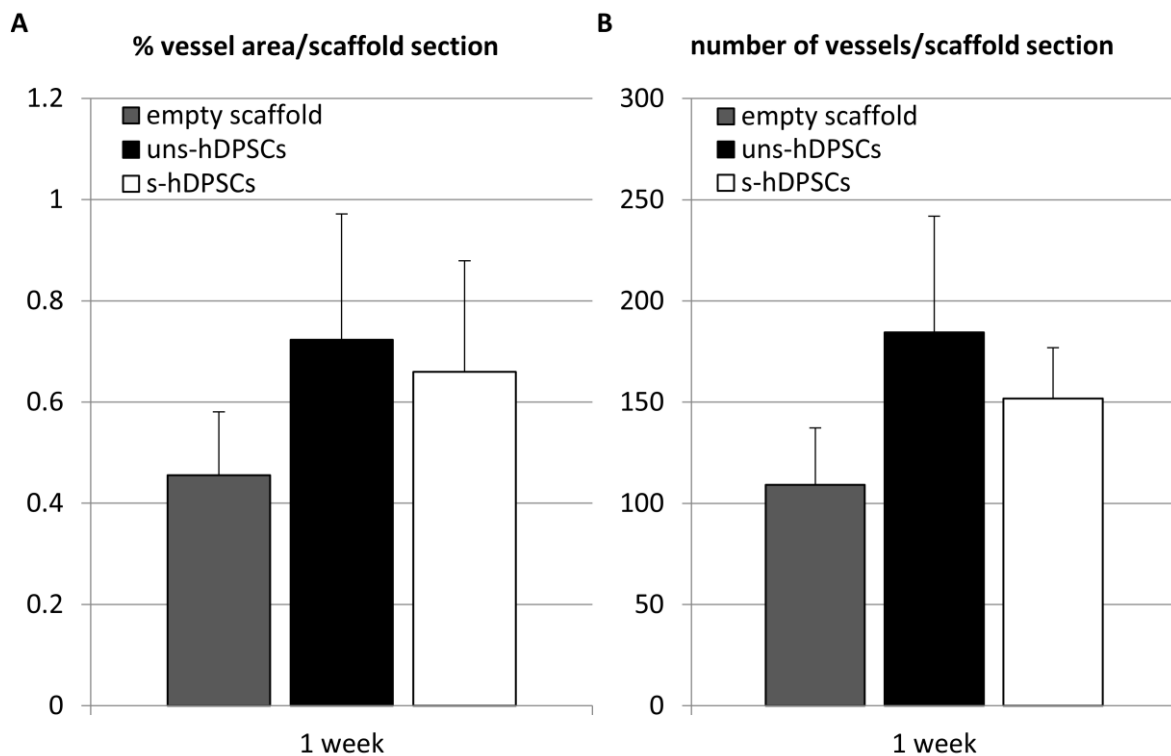 A
% vessel area/scaffold section
1.2
1
0.8
0.6
0.4
0.2
0
empty scaffold
uns-hDPSCs
s-hDPSCs
1 week
B
number of vessels/scaffold section
300
250
200
150
100
50
0
empty scaffold
uns-hDPSCs
s-hDPSCs
1 week